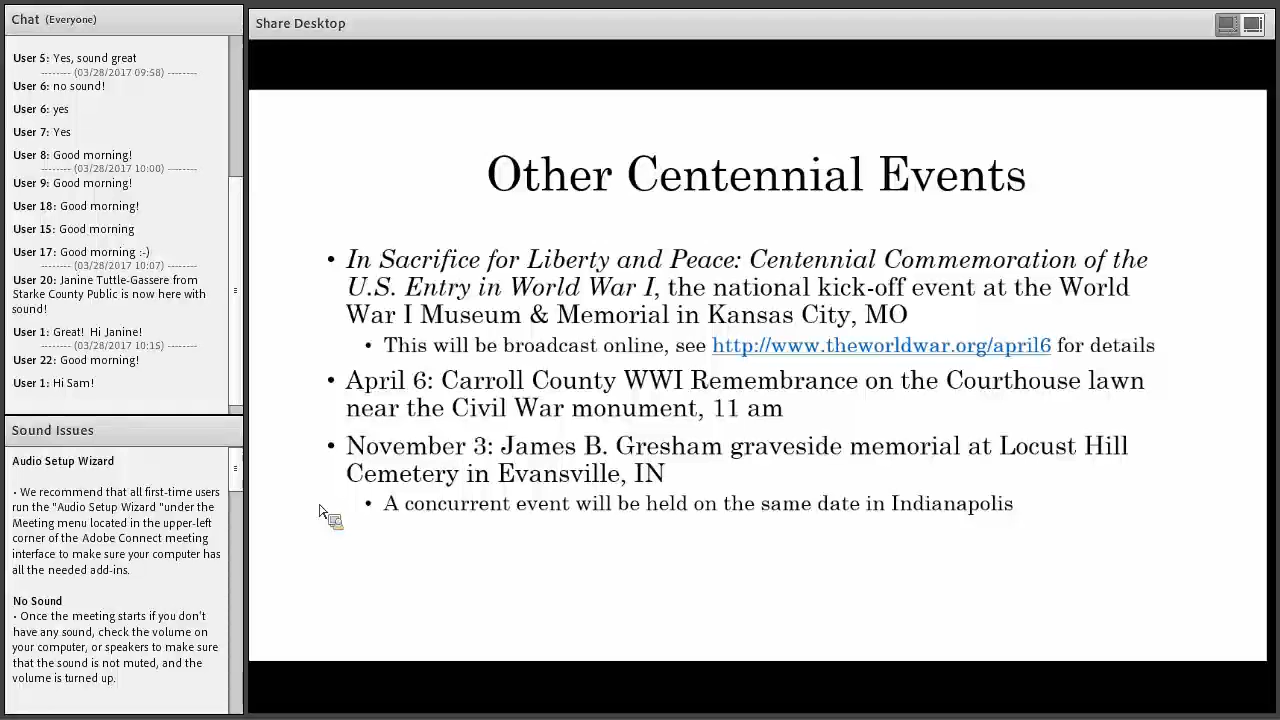 Chat (Everyone)
User 5: Yes, sound great
-------- (03/28/2017 09:58) --------
User 6: no sound!
User 6: yes
User 7: Yes
User 8: Good morning!
-------- (03/28/2017 10:00) --------
User 9: Good morning!
User 18: Good morning!
User 15: Good morning
User 17: Good morning :-)
-------- (03/28/2017 10:07) --------
User 20: Janine Tuttle-Gassere from
Starke County Public is now here with
sound!
User 1: Great! Hi Janine!
-------- (03/28/2017 10:15) --------
User 22: Good morning!
User 1: Hi Sam!
Sound Issues
Audio Setup Wizard
• We recommend that all first-time users
run the "Audio Setup Wizard "under the
Meeting menu located in the upper-left
corner of the Adobe Connect meeting
interface to make sure your computer has
all the needed add-ins.
No Sound
• Once the meeting starts if you don't
have any sound, check the volume on
your computer, or speakers to make sure
that the sound is not muted, and the
volume is turned up.
Share Desktop
Other Centennial Events
• In Sacrifice for Liberty and Peace: Centennial Commemoration of the
U.S. Entry in World War I, the national kick-off event at the World
War I Museum & Memorial in Kansas City, MO
• This will be broadcast online, see http://www.theworldwar.org/april6 for details
• April 6: Carroll County WWI Remembrance on the Courthouse lawn
near the Civil War monument, 11 am
• November 3: James B. Gresham graveside memorial at Locust Hill
Cemetery in Evansville, IN
• A concurrent event will be held on the same date in Indianapolis